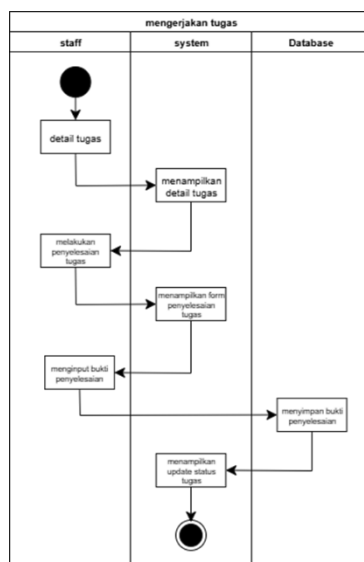 mengerjakan tugas
staff
system
Database
detail tugas
menampilkan
detail tugas
melakukan
penyelesaian
tugas
menampilkan form
penyelesaian
tugas
menginput bukti
penyelesaian
menyimpan bukti
penyelesaian
menampilkan
update status
tugas